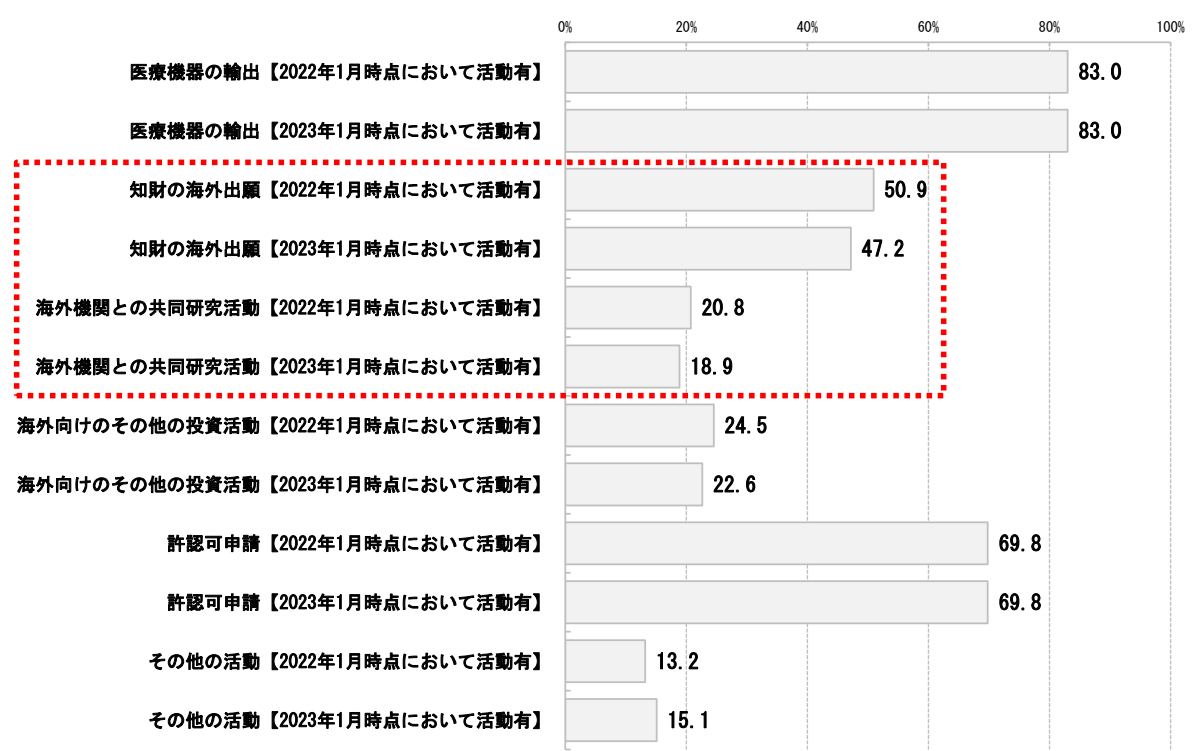 0% 20% 40% 60% 80% 100%
医療機器の輸出【2022年1月時点において活動有】 83.0
医療機器の輸出【2023年1月時点において活動有】 83.0
知財の海外出願【2022年1月時点において活動有】 50.9
知財の海外出願【2023年1月時点において活動有】 47.2
海外機関との共同研究活動【2022年1月時点において活動有】 20.8
海外機関との共同研究活動【2023年1月時点において活動有】 18.9
海外向けのその他の投資活動【2022年1月時点において活動有】 24.5
海外向けのその他の投資活動【2023年1月時点において活動有】 22.6
許認可申請【2022年1月時点において活動有】 69.8
許認可申請【2023年1月時点において活動有】 69.8
その他の活動【2022年1月時点において活動有】 13.2
その他の活動【2023年1月時点において活動有】 15.1